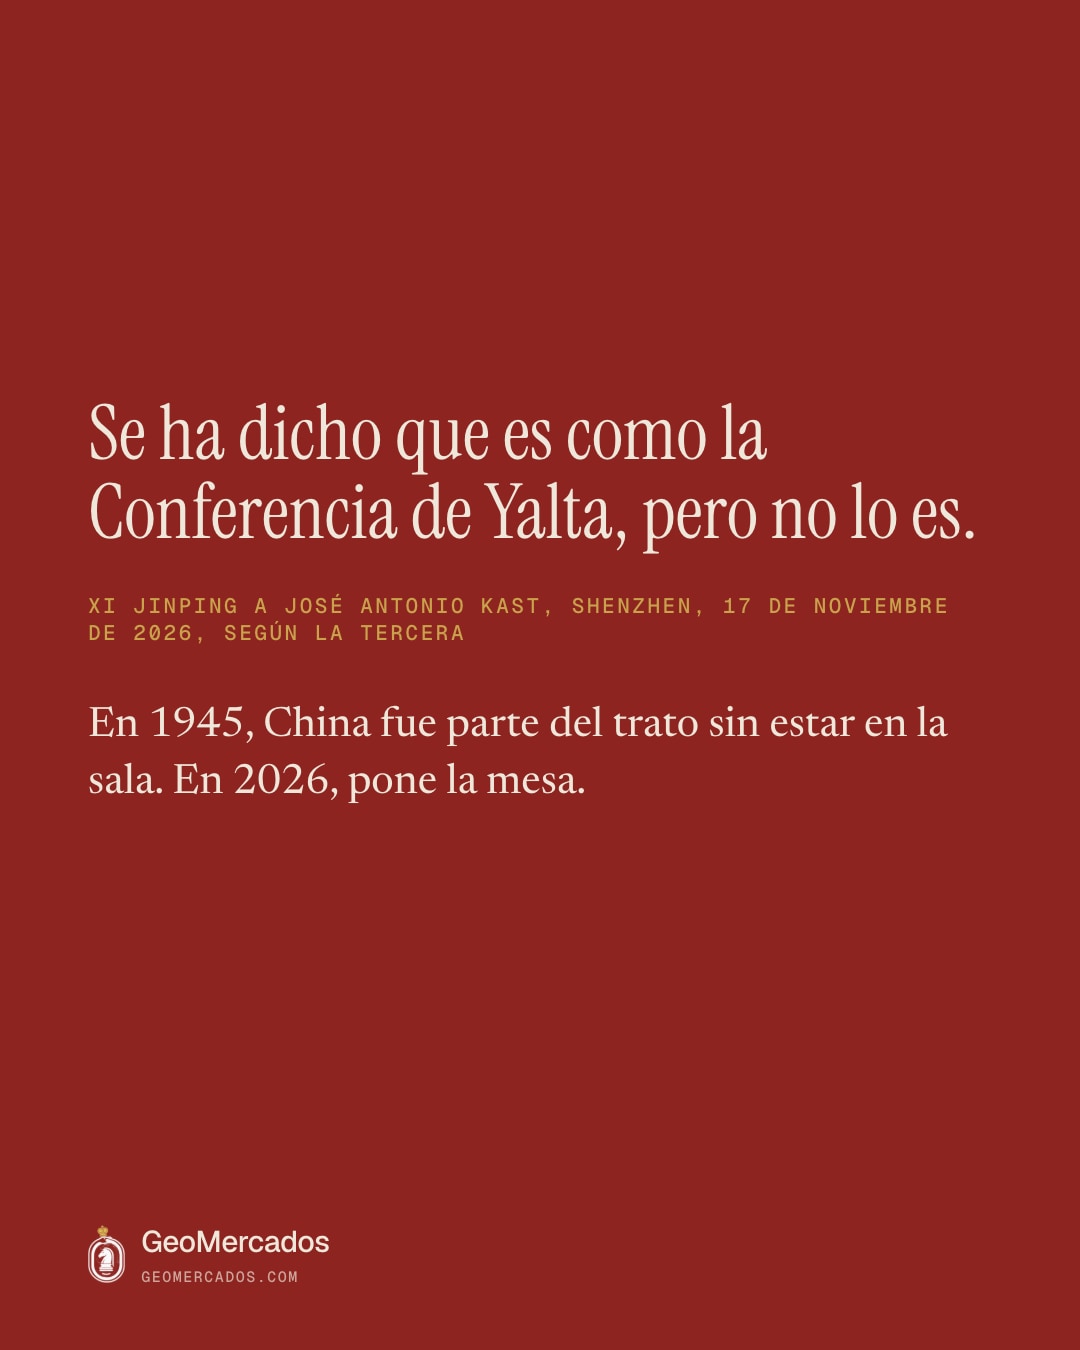 Se ha dicho que es como la
Conferencia de Yalta, pero no lo es.
XI JINPING A JOSÉ ANTONIO KAST, SHENZHEN, 17 DE NOVIEMBRE
DE 2026, SEGÚN LA TERCERA
En 1945, China fue parte del trato sin estar en la
sala. En 2026, pone la mesa.
GeoMercados
GEOMERCADOS.COM